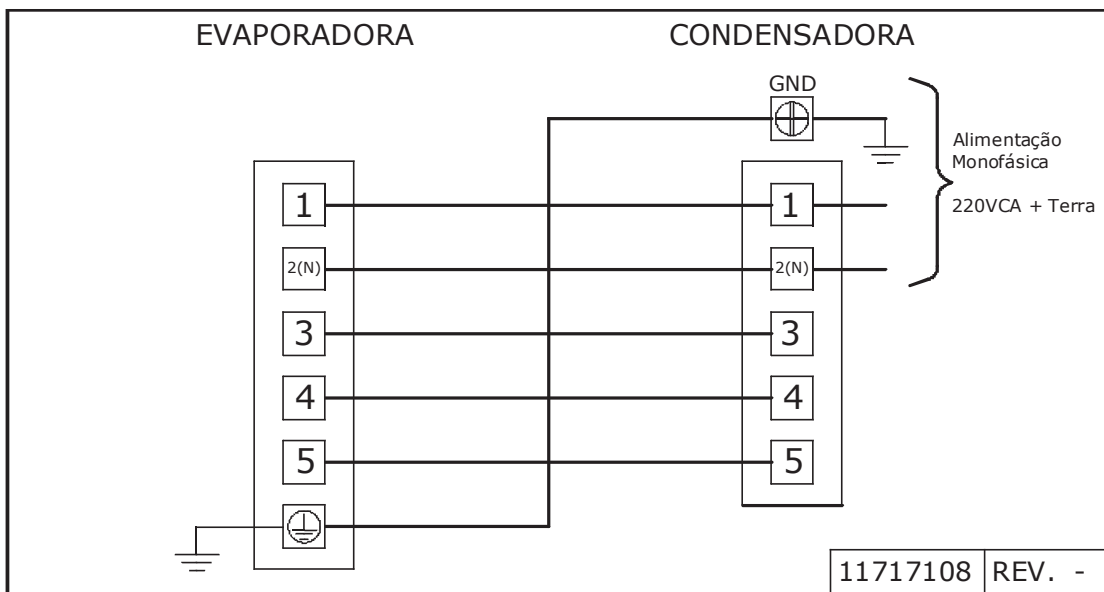 EVAPORADORA
CONDENSADORA
GND
Alimentação
Monofásica
220VCA + Terra
1
1
2(N)
2(N)
3
3
4
4
5
5
11717108
REV. -